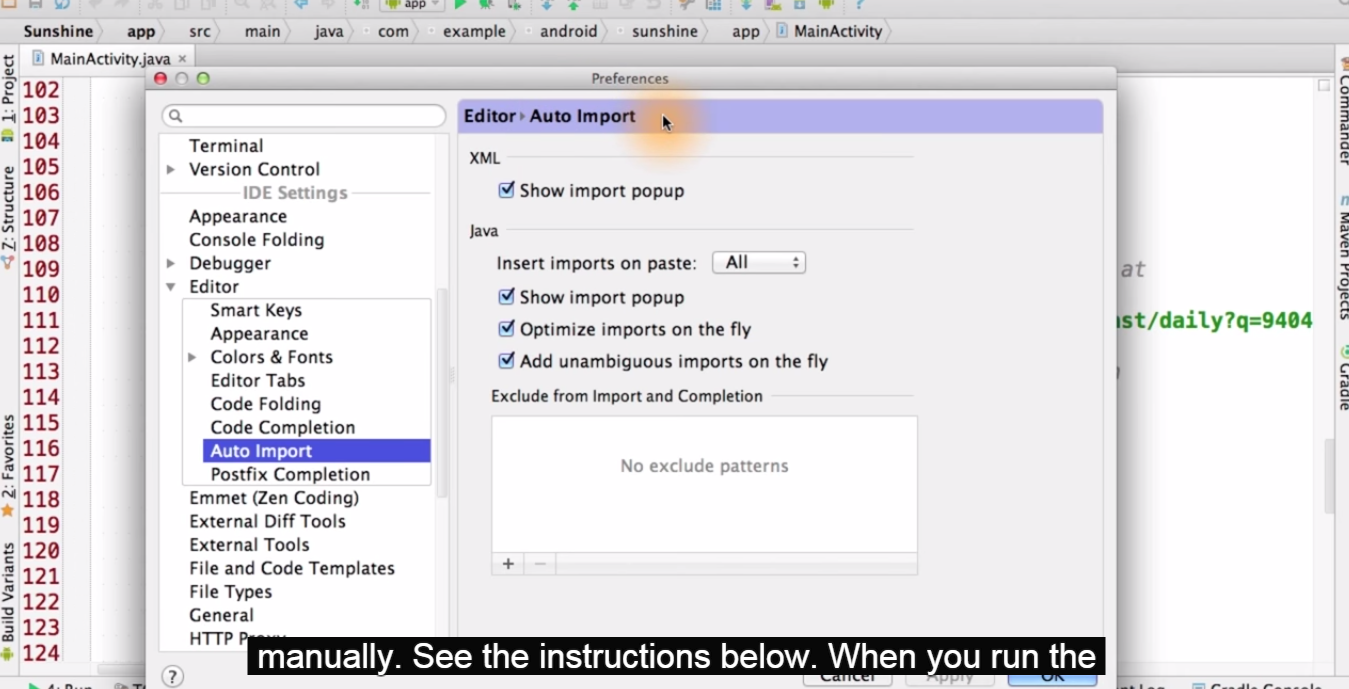 app
Sunshine app src main java com example android sunshine app MainActivity
MainActivity.java
Preferences
1: Project
Z: Structure
2: Favorites
Build Variants
Commander
Maven Projects
Gradle
102
103
104
105
106
107
108
109
110
111
112
113
114
115
116
117
118
119
120
121
122
123
124
Terminal
Version Control
IDE Settings
Appearance
Console Folding
Debugger
Editor
Smart Keys
Appearance
Colors & Fonts
Editor Tabs
Code Folding
Code Completion
Auto Import
Postfix Completion
Emmet (Zen Coding)
External Diff Tools
External Tools
File and Code Templates
File Types
General
HTTP Proxy
Editor › Auto Import
XML
Show import popup
Java
Insert imports on paste: All
Show import popup
Optimize imports on the fly
Add unambiguous imports on the fly
Exclude from Import and Completion
No exclude patterns
+ −
at
st/daily?q=9404
?
Cancel Apply OK
manually. See the instructions below. When you run the
4: Run
Gradle Console